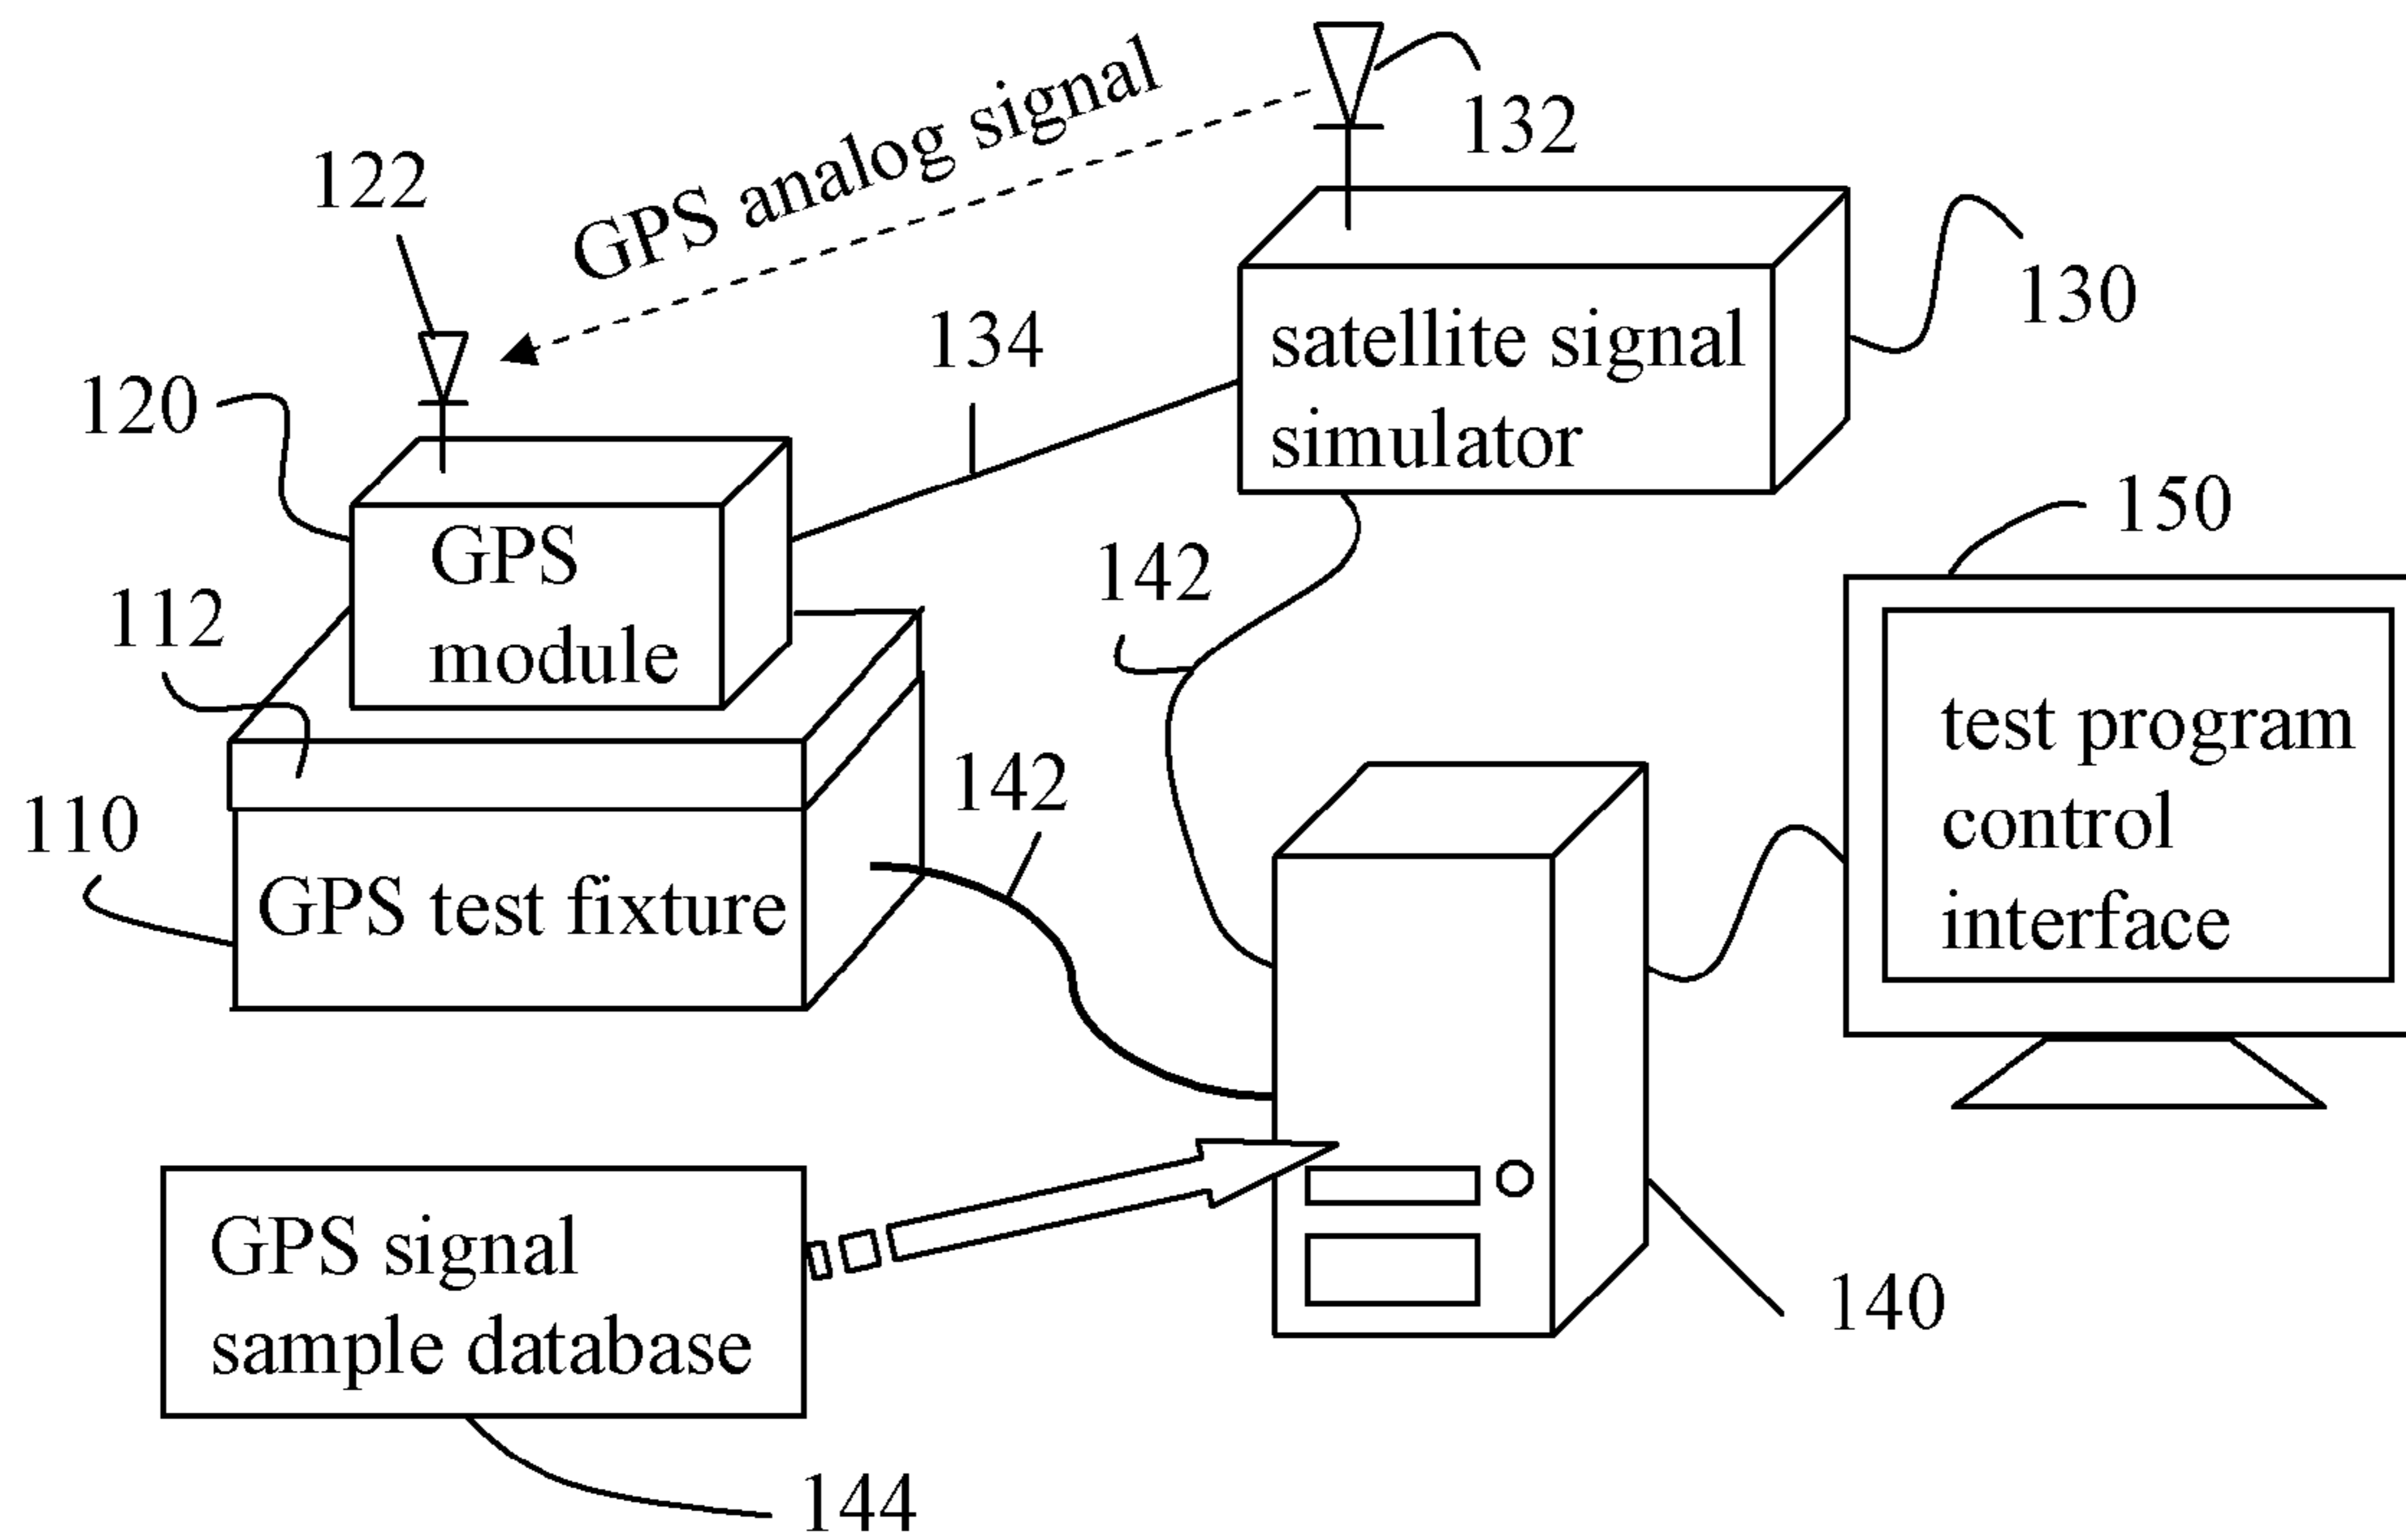 132
GPS analog signal
122
130
134
satellite signal
simulator
120
150
GPS
module
142
112
test program
control
interface
142
110
GPS test fixture
GPS signal
sample database
140
144